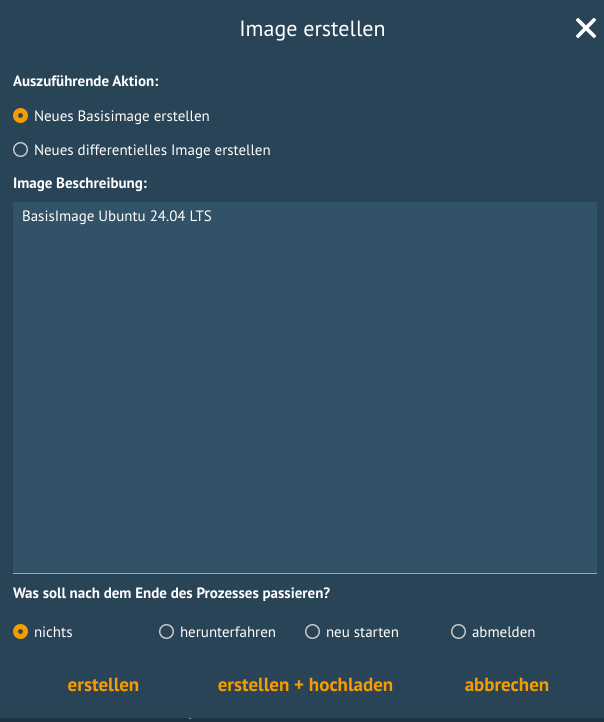 Image erstellen
Auszuführende Aktion:
Neues Basisimage erstellen
Neues differentielles Image erstellen
Image Beschreibung:
BasisImage Ubuntu 24.04 LTS
Was soll nach dem Ende des Prozesses passieren?
nichts herunterfahren neu starten abmelden
erstellen erstellen + hochladen abbrechen